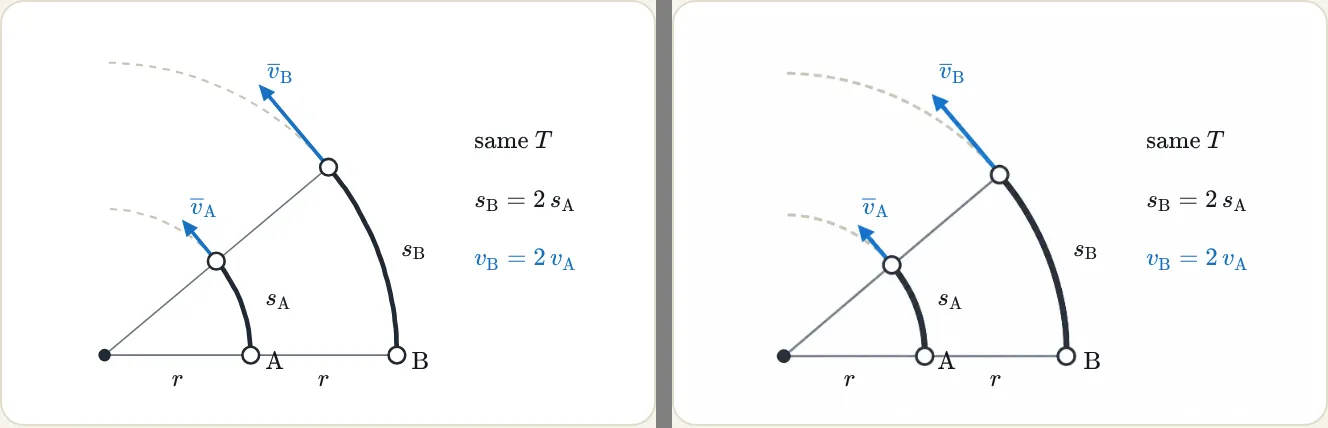 v̅B
same T
v̅A
sB = 2 sA
sB
vB = 2 vA
sA
A
B
r
r
v̅B
same T
v̅A
sB = 2 sA
sB
vB = 2 vA
sA
A
B
r
r